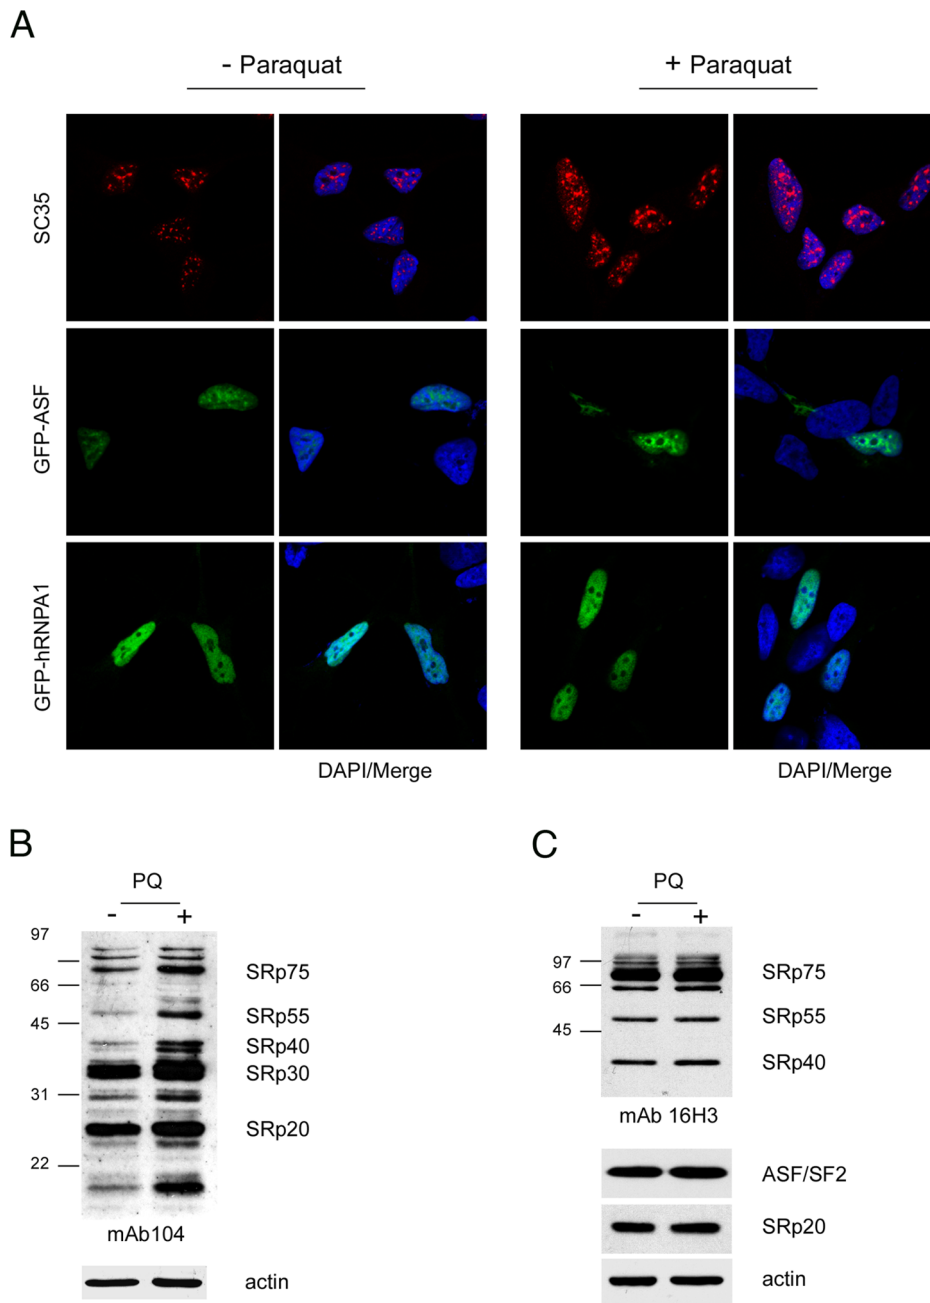 A
- Paraquat
+ Paraquat
SC35
GFP-ASF
GFP-hRNPA1
DAPI/Merge
DAPI/Merge
B
PQ
- +
97
66
45
31
22
SRp75
SRp55
SRp40
SRp30
SRp20
mAb104
actin
C
PQ
- +
97
66
45
SRp75
SRp55
SRp40
mAb 16H3
ASF/SF2
SRp20
actin